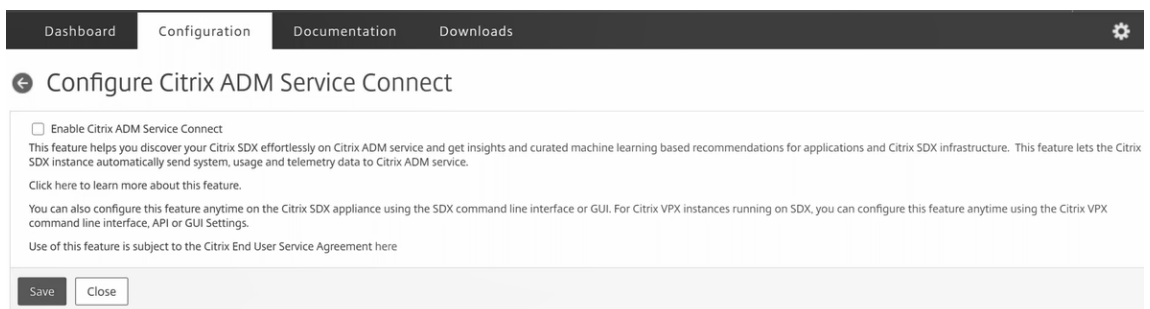 Dashboard Configuration Documentation Downloads
Configure Citrix ADM Service Connect
Enable Citrix ADM Service Connect
This feature helps you discover your Citrix SDX effortlessly on Citrix ADM service and get insights and curated machine learning based recommendations for applications and Citrix SDX infrastructure. This feature lets the Citrix
SDX instance automatically send system, usage and telemetry data to Citrix ADM service.
Click here to learn more about this feature.
You can also configure this feature anytime on the Citrix SDX appliance using the SDX command line interface or GUI. For Citrix VPX instances running on SDX, you can configure this feature anytime using the Citrix VPX
command line interface, API or GUI Settings.
Use of this feature is subject to the Citrix End User Service Agreement here
Save Close